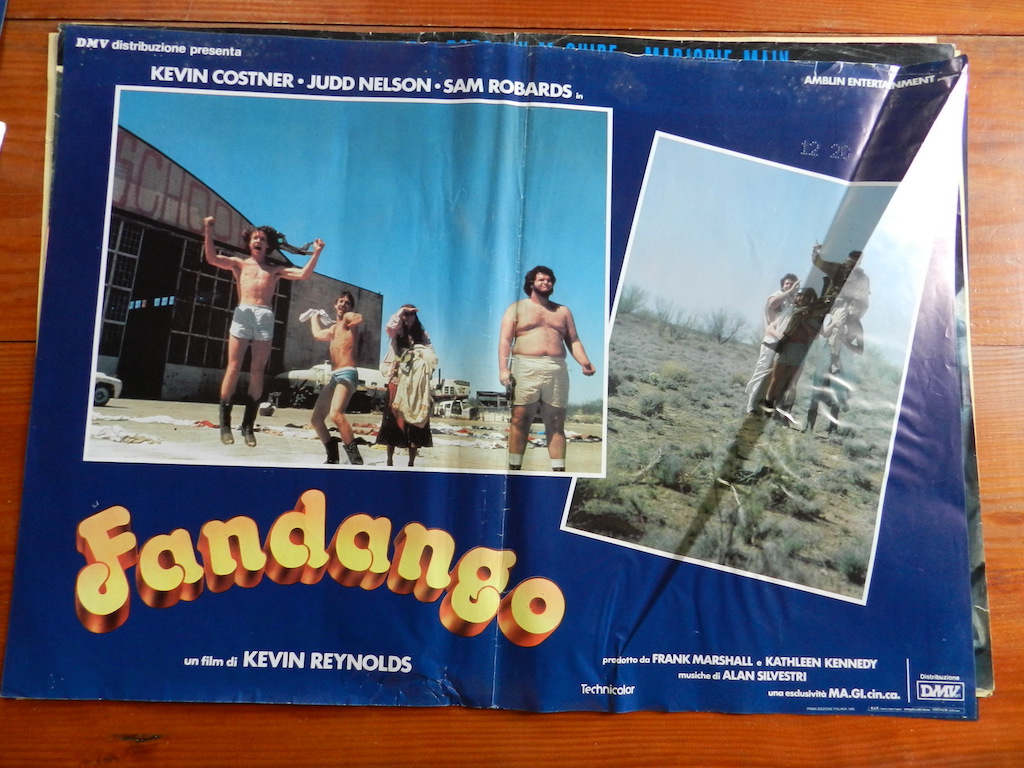 DMV distribuzione presenta
KEVIN COSTNER • JUDD NELSON • SAM ROBARDS in
AMBLIN ENTERTAINMENT
MARJORIE MAIN
12 20
SCHOOL
Fandango
un film di KEVIN REYNOLDS
Technicolor
prodotto da FRANK MARSHALL e KATHLEEN KENNEDY
musiche di ALAN SILVESTRI
una esclusività MA.GI.cin.ca.
Distribuzione
DMV